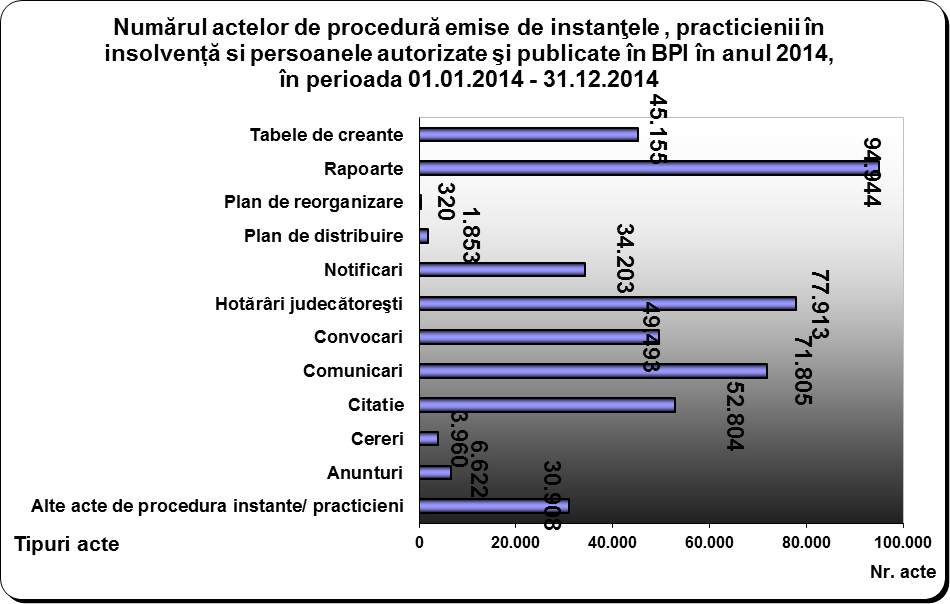 Numărul actelor de procedură emise de instanţele , practicienii în
insolvență si persoanele autorizate şi publicate în BPI în anul 2014,
în perioada 01.01.2014 - 31.12.2014
Tabele de creante 45.155
Rapoarte 94.944
Plan de reorganizare 320
Plan de distribuire 1.853
Notificari 34.203
Hotărâri judecătoreşti 77.913
Convocari 49.493
Comunicari 71.805
Citatie 52.804
Cereri 3.960
Anunturi 6.622
Alte acte de procedura instante/ practicieni 30.908
Tipuri acte 0 20.000 40.000 60.000 80.000 100.000
Nr. acte